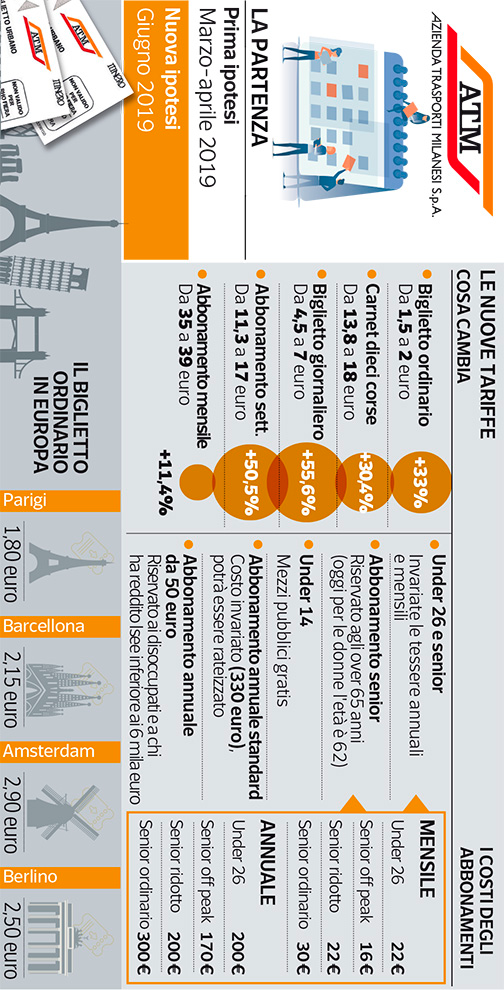 ATM
AZIENDA TRASPORTI MILANESI S.p.A.
LA PARTENZA
Prima ipotesi
Marzo-aprile 2019
Nuova ipotesi
Giugno 2019
LE NUOVE TARIFFE
COSA CAMBIA
Biglietto ordinario
Da 1,5 a 2 euro
+33%
Carnet dieci corse
Da 13,8 a 18 euro
+30,4%
Biglietto giornaliero
Da 4,5 a 7 euro
+55,6%
Abbonamento sett.
Da 11,3 a 17 euro
+50,5%
Abbonamento mensile
Da 35 a 39 euro
+11,4%
Under 26 e senior
Invariate le tessere annuali
e mensili
Abbonamento senior
Riservato agli over 65 anni
(oggi per le donne l'età è 62)
Under 14
Mezzi pubblici gratis
Abbonamento annuale standard
Costo invariato (330 euro),
potrà essere rateizzato
Abbonamento annuale
da 50 euro
Riservato ai disoccupati e a chi
ha reddito Isee inferiore ai 6 mila euro
I COSTI DEGLI
ABBONAMENTI
MENSILE
Under 26 22€
Senior off peak 16€
Senior ridotto 22€
Senior ordinario 30€
ANNUALE
Under 26 200€
Senior off peak 170€
Senior ridotto 200€
Senior ordinario 300€
ATM
URBANO
NON VALIDO
PER
ATM
LIETTO URBANO
NON VALIDO
PER
RHO FIERA
IL BIGLIETTO
ORDINARIO
IN EUROPA
Parigi
1,80 euro
Barcellona
2,15 euro
Amsterdam
2,90 euro
Berlino
2,50 euro